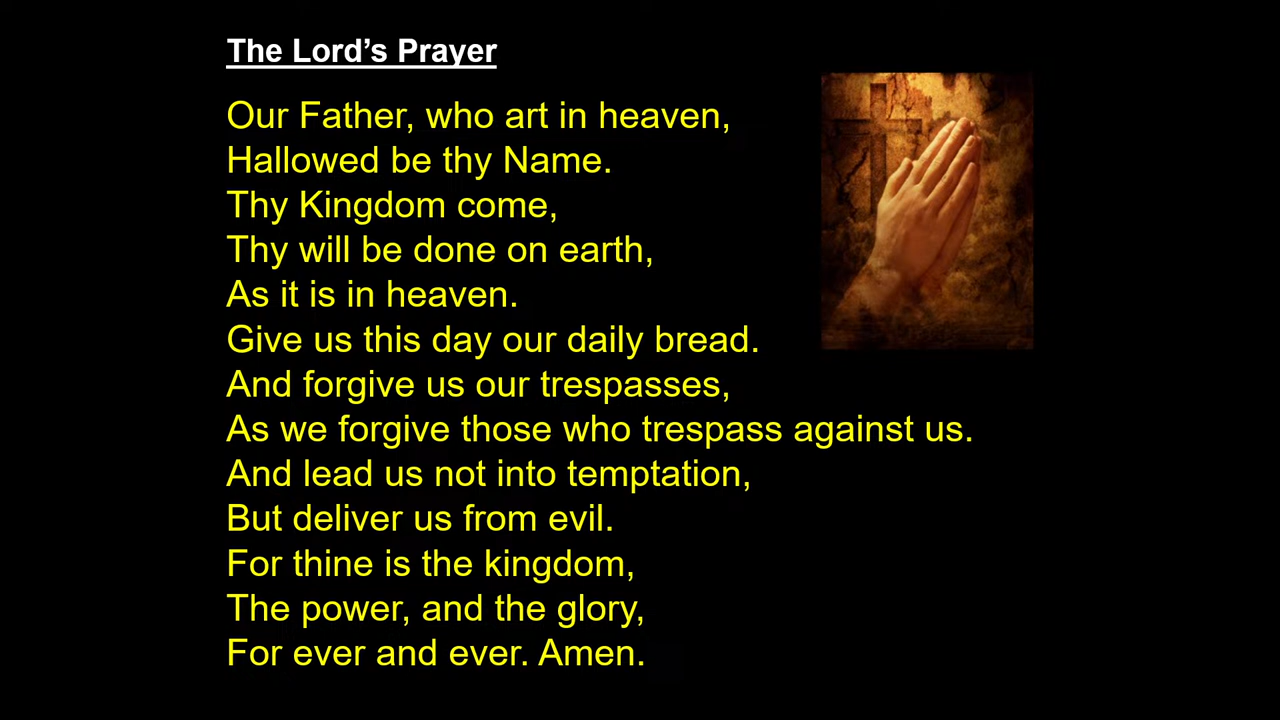 The Lord’s Prayer
Our Father, who art in heaven,
Hallowed be thy Name.
Thy Kingdom come,
Thy will be done on earth,
As it is in heaven.
Give us this day our daily bread.
And forgive us our trespasses,
As we forgive those who trespass against us.
And lead us not into temptation,
But deliver us from evil.
For thine is the kingdom,
The power, and the glory,
For ever and ever. Amen.